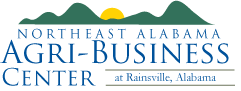 NORTHEAST ALABAMA
AGRI-BUSINESS
CENTER
at Rainsville, Alabama